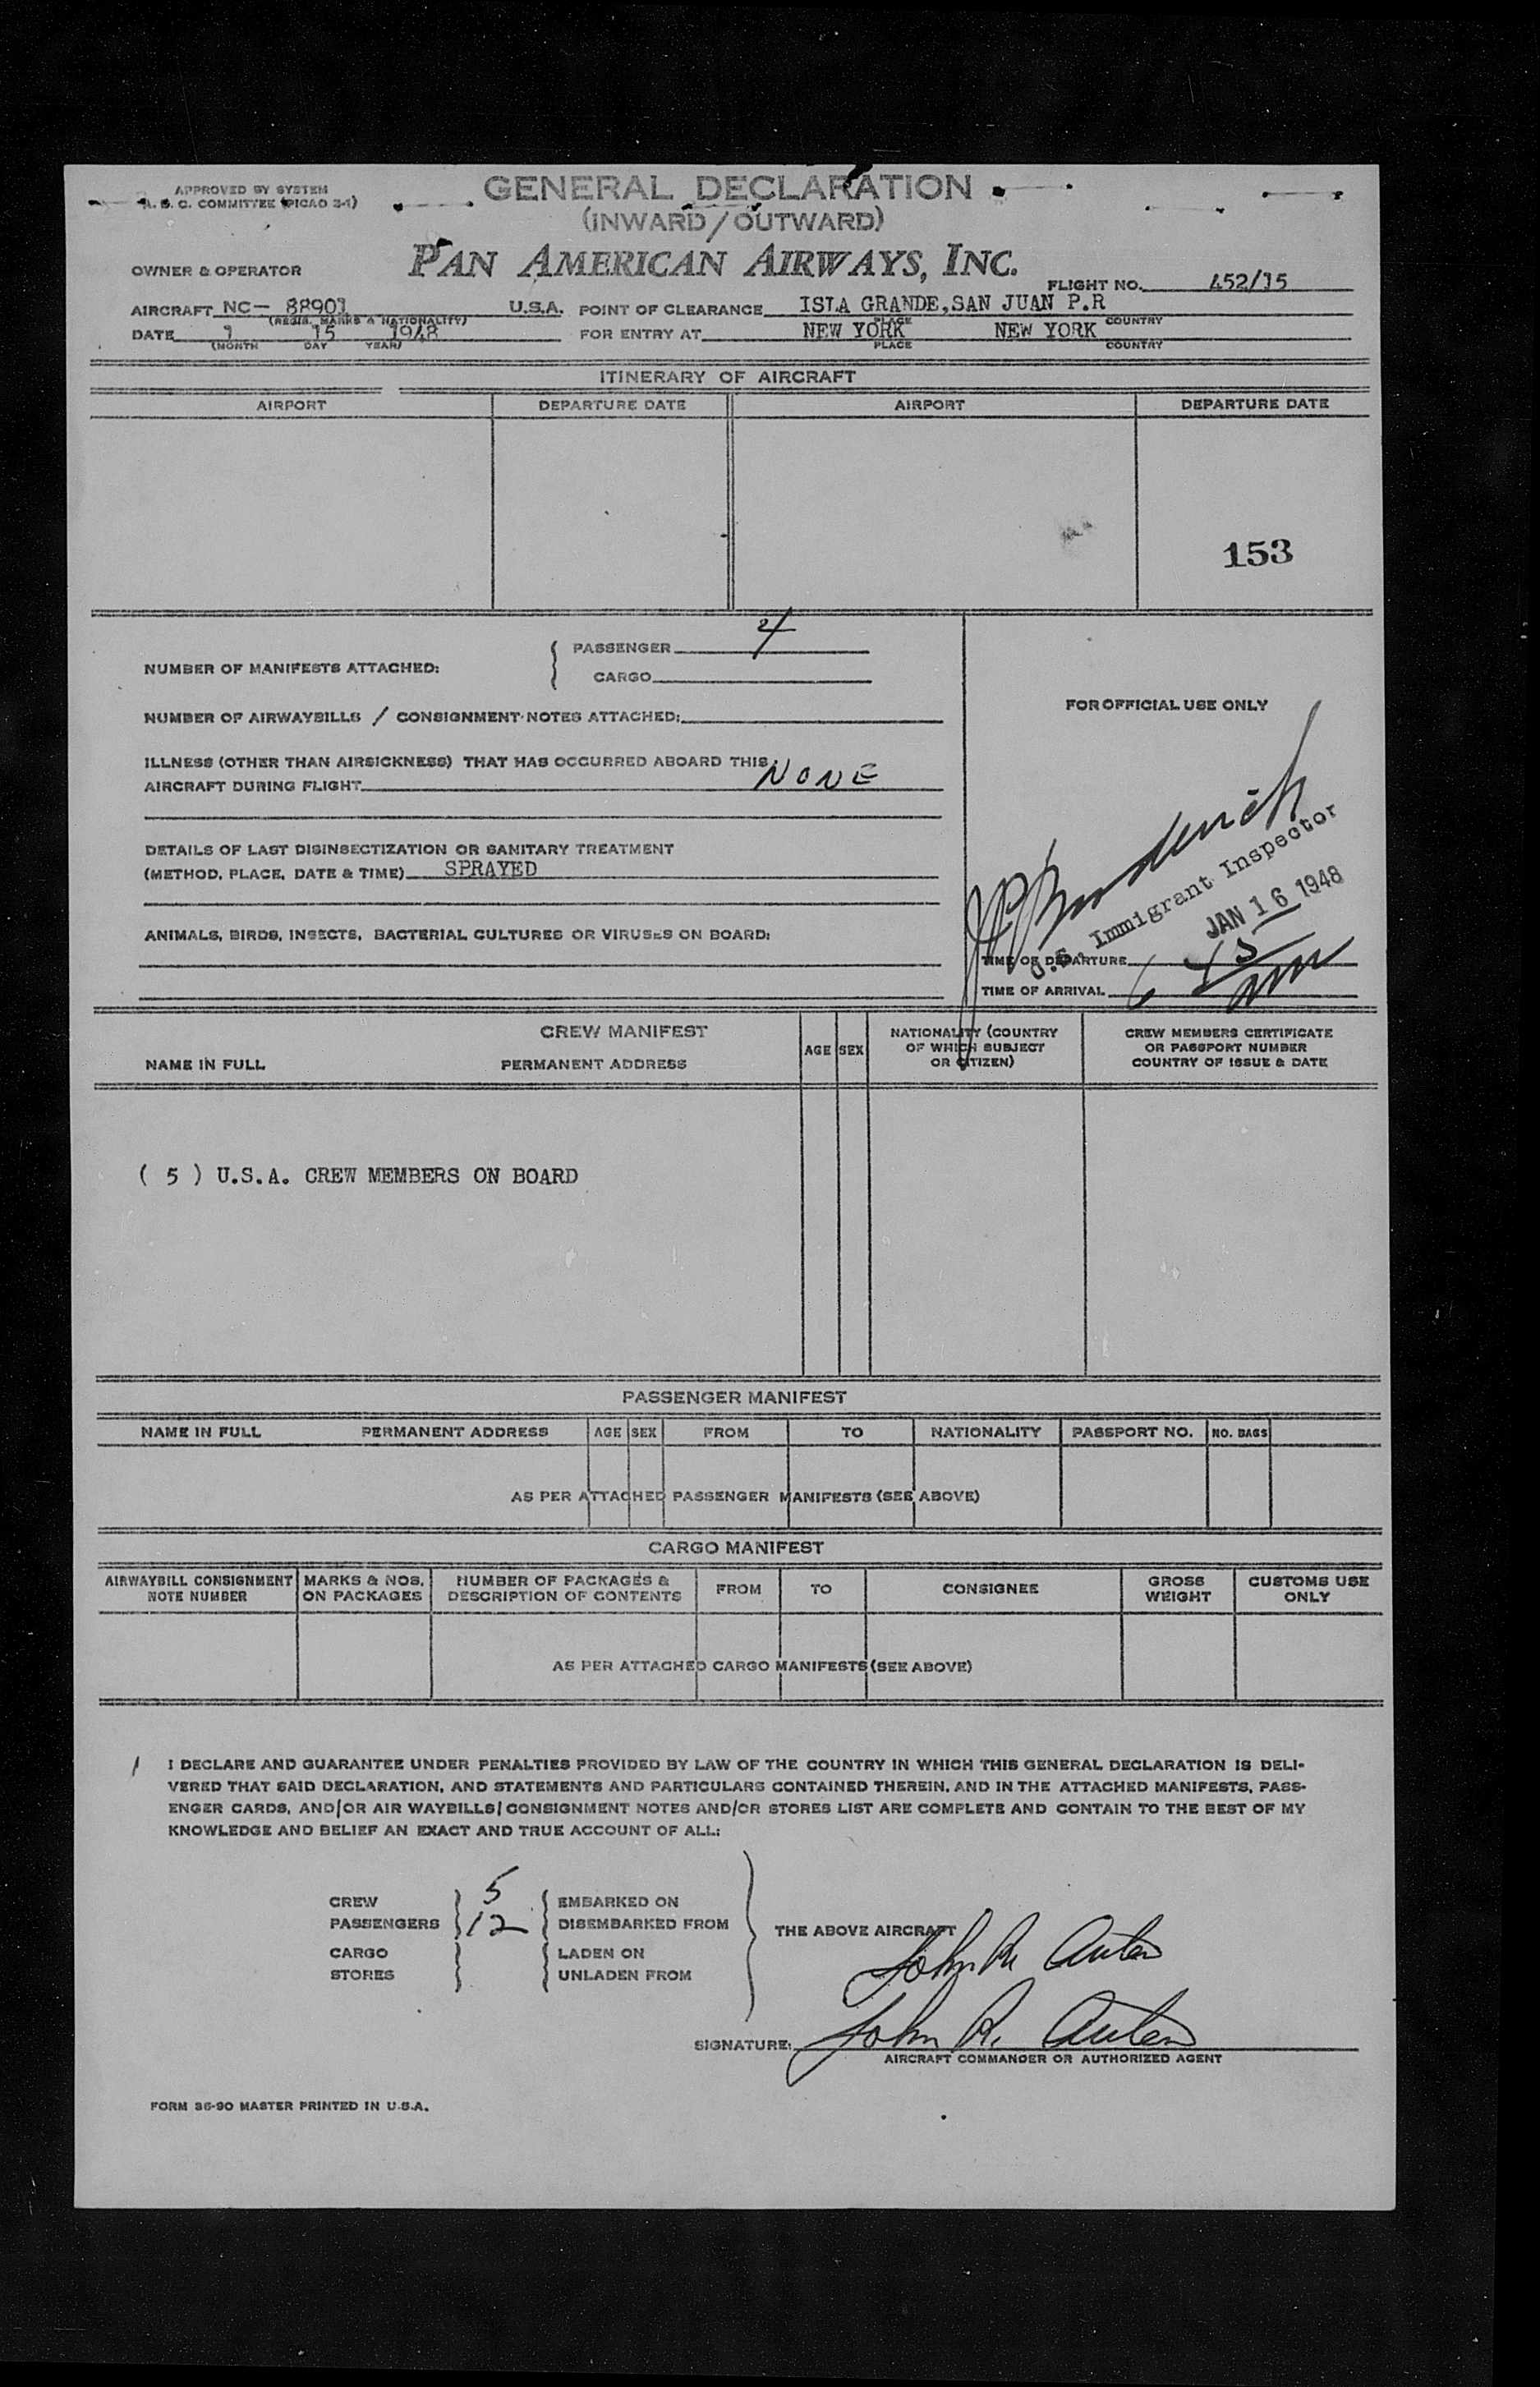 APPROVED BY SYSTEM
COMMITTEE (PICAO 3-1)
GENERAL DECLARATION
(INWARD/OUTWARD)
PAN AMERICAN AIRWAYS, INC.
OWNER & OPERATOR
FLIGHT NO. 452/15
AIRCRAFT NC- 88901 U.S.A. POINT OF CLEARANCE ISLA GRANDE, SAN JUAN P.R
(REGIS. MARKS & NATIONALITY) PLACE COUNTRY
DATE 1 15 1948 FOR ENTRY AT NEW YORK NEW YORK
(MONTH DAY YEAR) PLACE COUNTRY
ITINERARY OF AIRCRAFT
AIRPORT DEPARTURE DATE AIRPORT DEPARTURE DATE
153
NUMBER OF MANIFESTS ATTACHED:
PASSENGER
CARGO
FOR OFFICIAL USE ONLY
NUMBER OF AIRWAYBILLS / CONSIGNMENT NOTES ATTACHED:
ILLNESS (OTHER THAN AIRSICKNESS) THAT HAS OCCURRED ABOARD THIS
AIRCRAFT DURING FLIGHT NONE
DETAILS OF LAST DISINSECTIZATION OR SANITARY TREATMENT
(METHOD, PLACE, DATE & TIME) SPRAYED
U.S. Immigrant Inspector
JAN 16 1948
ANIMALS, BIRDS, INSECTS, BACTERIAL CULTURES OR VIRUSES ON BOARD:
TIME OF DEPARTURE
TIME OF ARRIVAL 6 45 am
CREW MANIFEST
NAME IN FULL PERMANENT ADDRESS AGE SEX
NATIONALITY (COUNTRY
OF WHICH SUBJECT
OR CITIZEN)
CREW MEMBERS CERTIFICATE
OR PASSPORT NUMBER
COUNTRY OF ISSUE & DATE
( 5 ) U.S.A. CREW MEMBERS ON BOARD
PASSENGER MANIFEST
NAME IN FULL PERMANENT ADDRESS AGE SEX FROM TO NATIONALITY PASSPORT NO. NO. BAGS
AS PER ATTACHED PASSENGER MANIFESTS (SEE ABOVE)
CARGO MANIFEST
AIRWAYBILL CONSIGNMENT
NOTE NUMBER
MARKS & NOS.
ON PACKAGES
NUMBER OF PACKAGES &
DESCRIPTION OF CONTENTS
FROM TO CONSIGNEE
GROSS
WEIGHT
CUSTOMS USE
ONLY
AS PER ATTACHED CARGO MANIFESTS (SEE ABOVE)
I DECLARE AND GUARANTEE UNDER PENALTIES PROVIDED BY LAW OF THE COUNTRY IN WHICH THIS GENERAL DECLARATION IS DELI-
VERED THAT SAID DECLARATION, AND STATEMENTS AND PARTICULARS CONTAINED THEREIN, AND IN THE ATTACHED MANIFESTS, PASS-
ENGER CARDS, AND/OR AIR WAYBILLS/CONSIGNMENT NOTES AND/OR STORES LIST ARE COMPLETE AND CONTAIN TO THE BEST OF MY
KNOWLEDGE AND BELIEF AN EXACT AND TRUE ACCOUNT OF ALL:
CREW 5 EMBARKED ON
PASSENGERS 12 DISEMBARKED FROM
THE ABOVE AIRCRAFT
CARGO LADEN ON
STORES UNLADEN FROM
John R. Auten
SIGNATURE: John R. Auten
AIRCRAFT COMMANDER OR AUTHORIZED AGENT
FORM 36-90 MASTER PRINTED IN U.S.A.